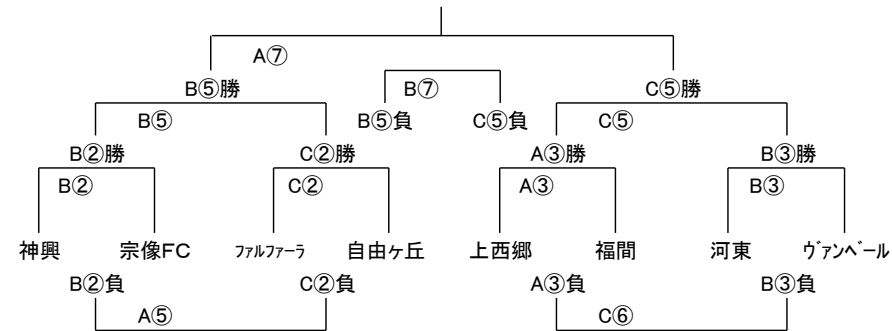 A⑦
B⑤勝 B⑦ C⑤勝
B⑤ B⑤負 C⑤負 C⑤
B②勝 C②勝 A③勝 B③勝
B② C② A③ B③
神興 宗像FC ファルファーラ 自由ヶ丘 上西郷 福間 河東 ヴァンベール
B②負 C②負 A③負 B③負
A⑤ C⑥